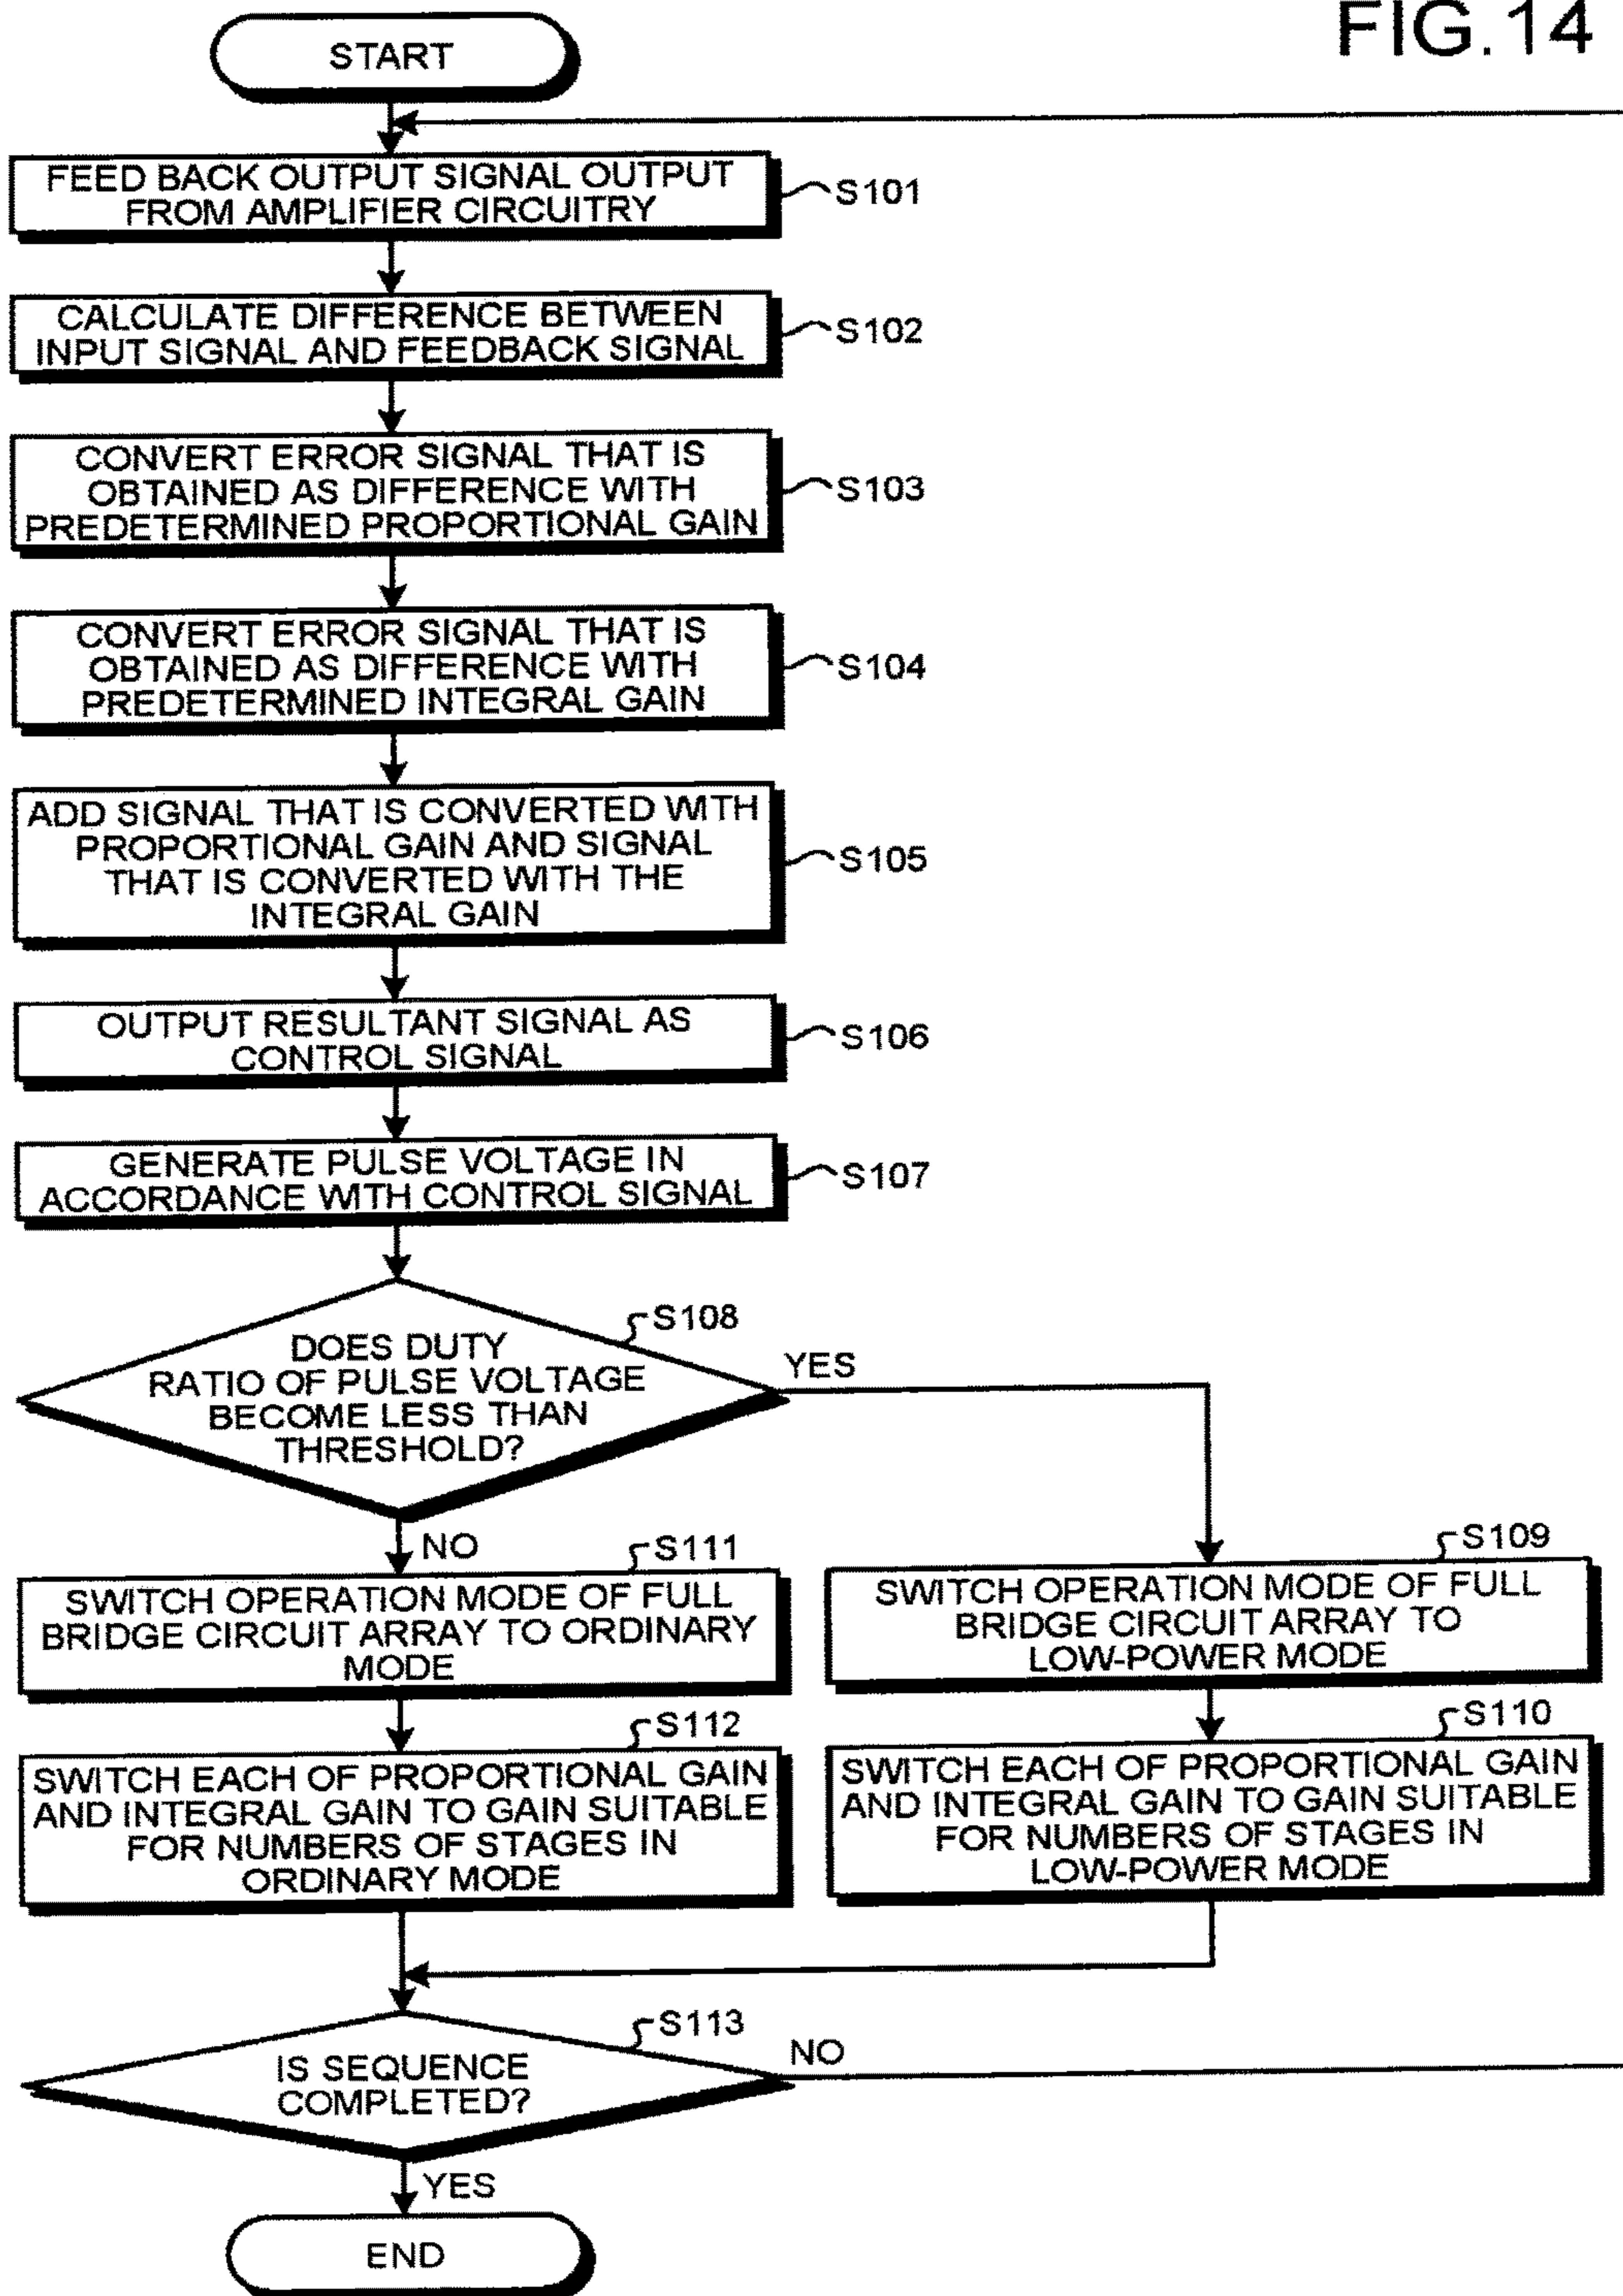 FIG.14
START
FEED BACK OUTPUT SIGNAL OUTPUT
FROM AMPLIFIER CIRCUITRY
S101
CALCULATE DIFFERENCE BETWEEN
INPUT SIGNAL AND FEEDBACK SIGNAL
S102
CONVERT ERROR SIGNAL THAT IS
OBTAINED AS DIFFERENCE WITH
PREDETERMINED PROPORTIONAL GAIN
S103
CONVERT ERROR SIGNAL THAT IS
OBTAINED AS DIFFERENCE WITH
PREDETERMINED INTEGRAL GAIN
S104
ADD SIGNAL THAT IS CONVERTED WITH
PROPORTIONAL GAIN AND SIGNAL
THAT IS CONVERTED WITH THE
INTEGRAL GAIN
S105
OUTPUT RESULTANT SIGNAL AS
CONTROL SIGNAL
S106
GENERATE PULSE VOLTAGE IN
ACCORDANCE WITH CONTROL SIGNAL
S107
S108
DOES DUTY
RATIO OF PULSE VOLTAGE
BECOME LESS THAN
THRESHOLD?
YES
NO
S111
SWITCH OPERATION MODE OF FULL
BRIDGE CIRCUIT ARRAY TO ORDINARY
MODE
S109
SWITCH OPERATION MODE OF FULL
BRIDGE CIRCUIT ARRAY TO
LOW-POWER MODE
S112
SWITCH EACH OF PROPORTIONAL GAIN
AND INTEGRAL GAIN TO GAIN SUITABLE
FOR NUMBERS OF STAGES IN
ORDINARY MODE
S110
SWITCH EACH OF PROPORTIONAL GAIN
AND INTEGRAL GAIN TO GAIN SUITABLE
FOR NUMBERS OF STAGES IN
LOW-POWER MODE
S113
IS SEQUENCE
COMPLETED?
NO
YES
END